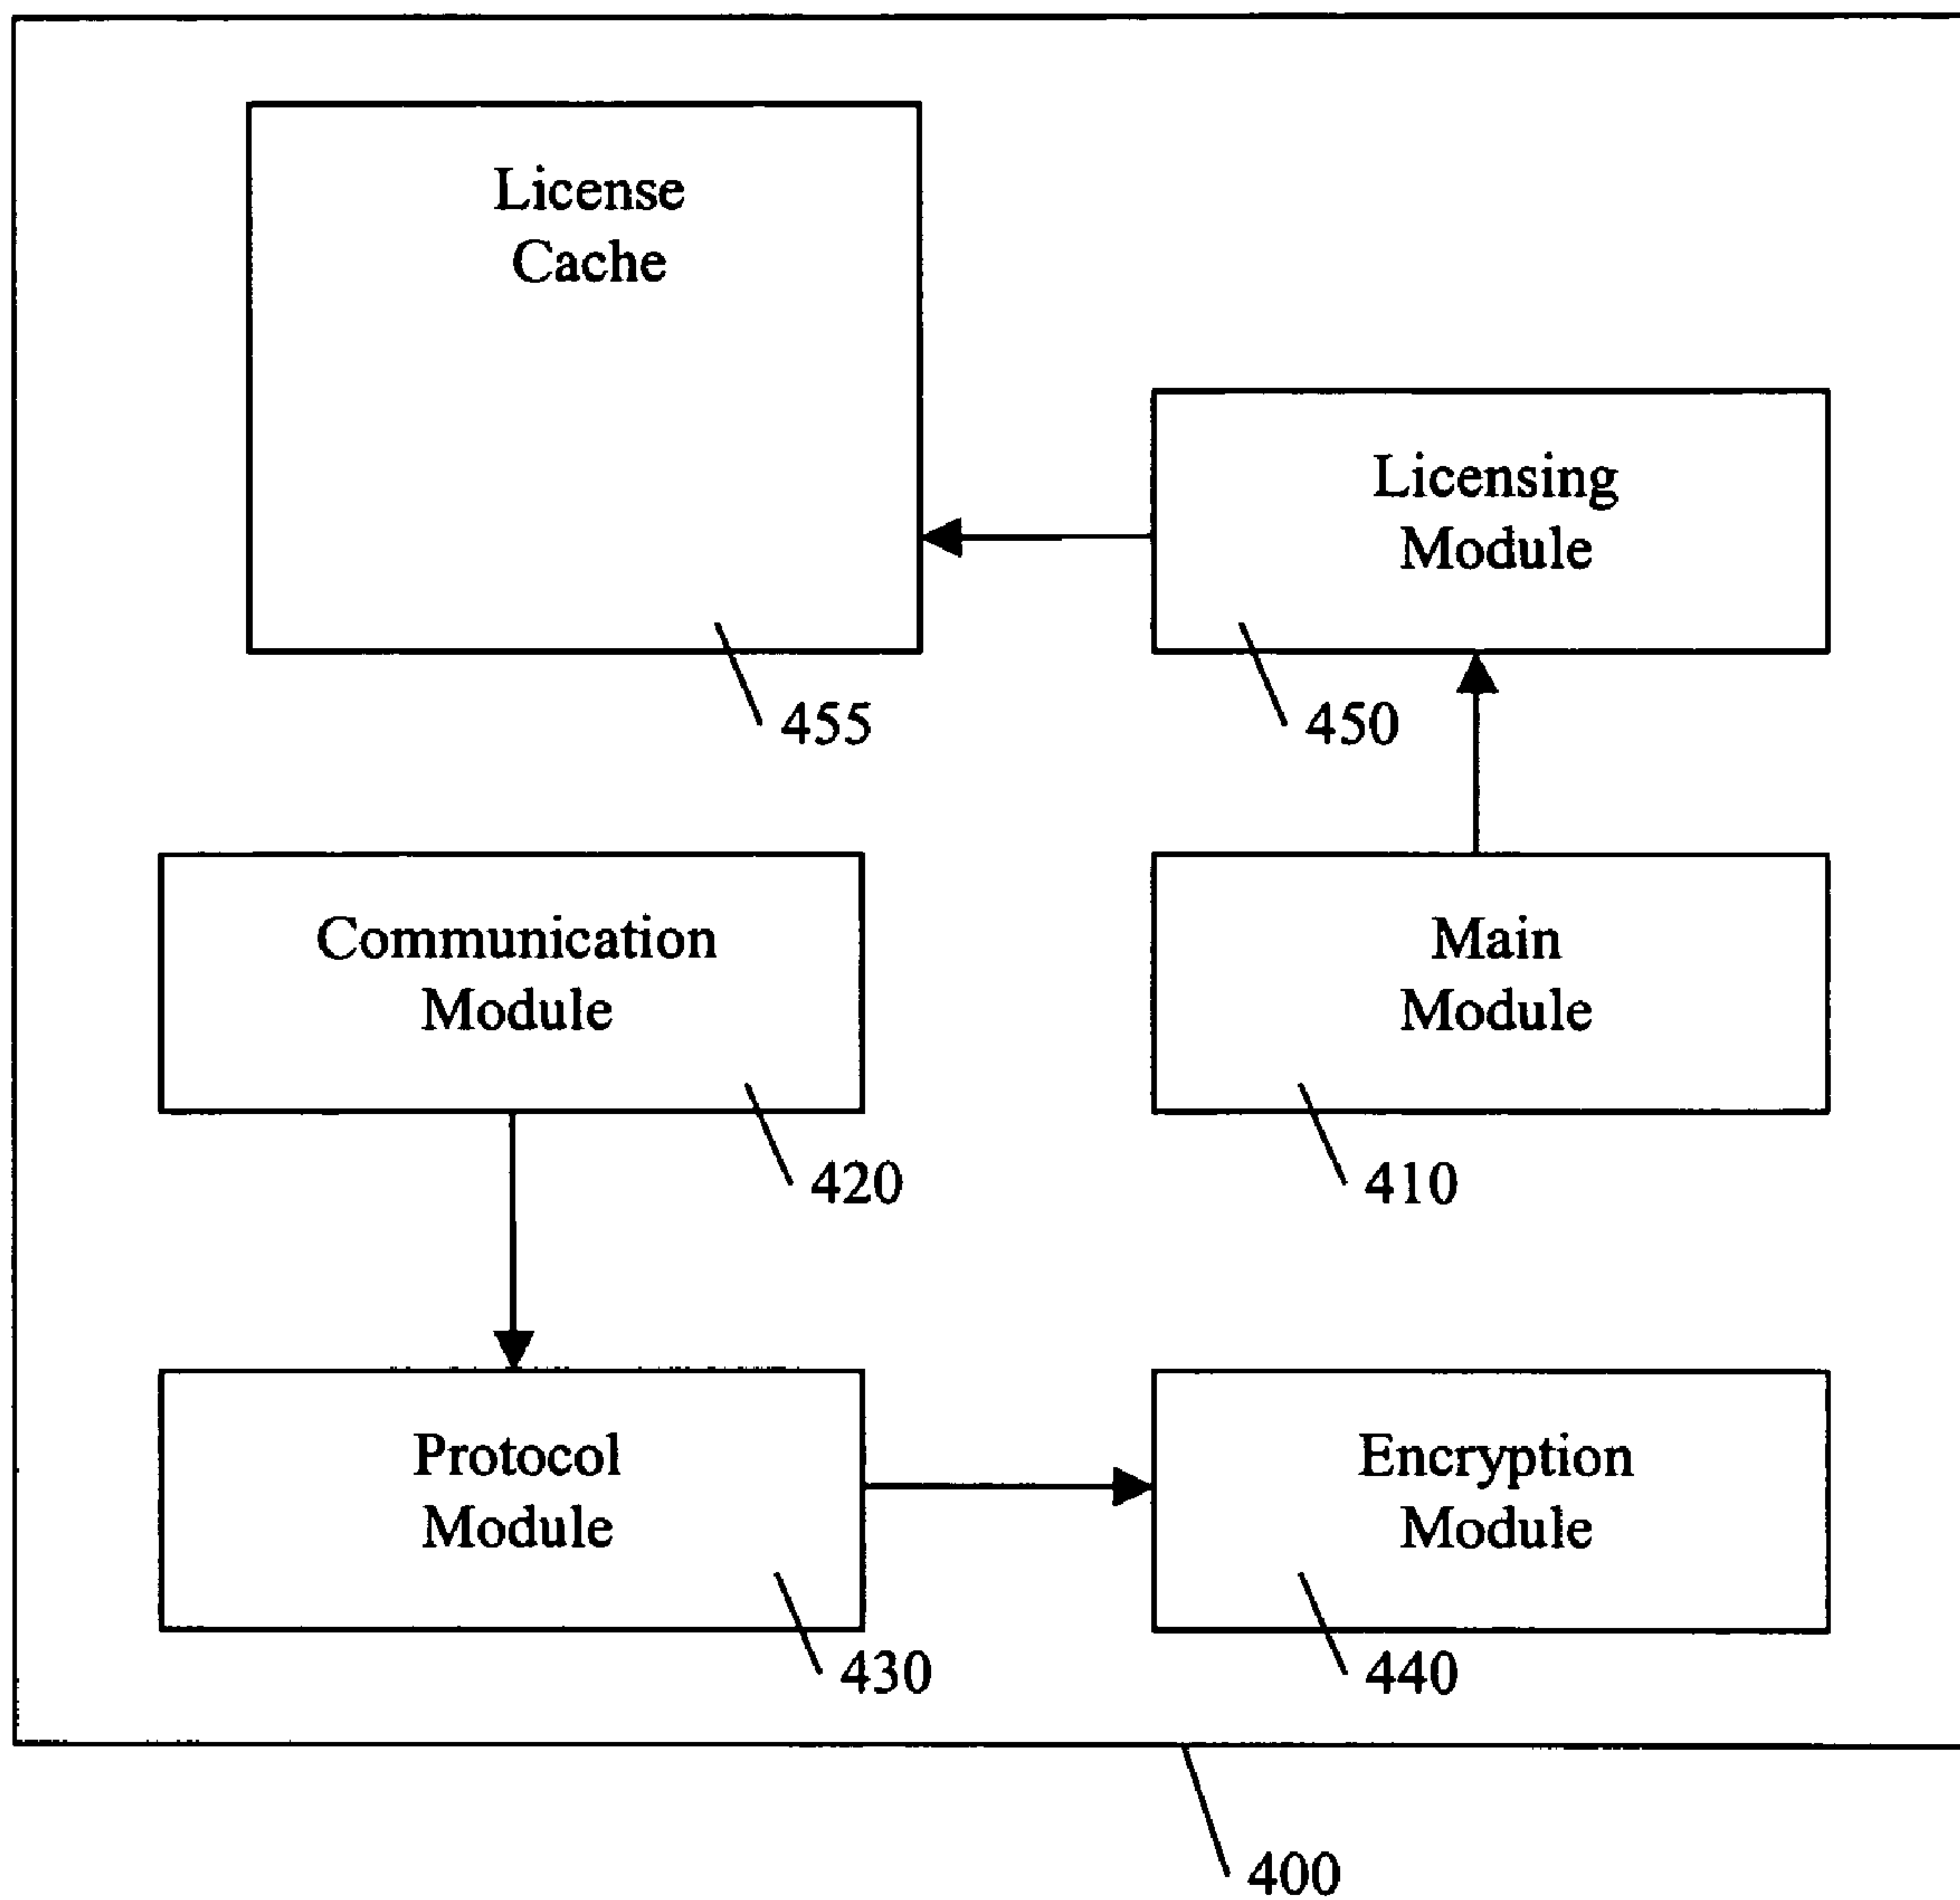 License
Cache
Licensing
Module
455
450
Communication
Module
Main
Module
420
410
Protocol
Module
Encryption
Module
430
440
400